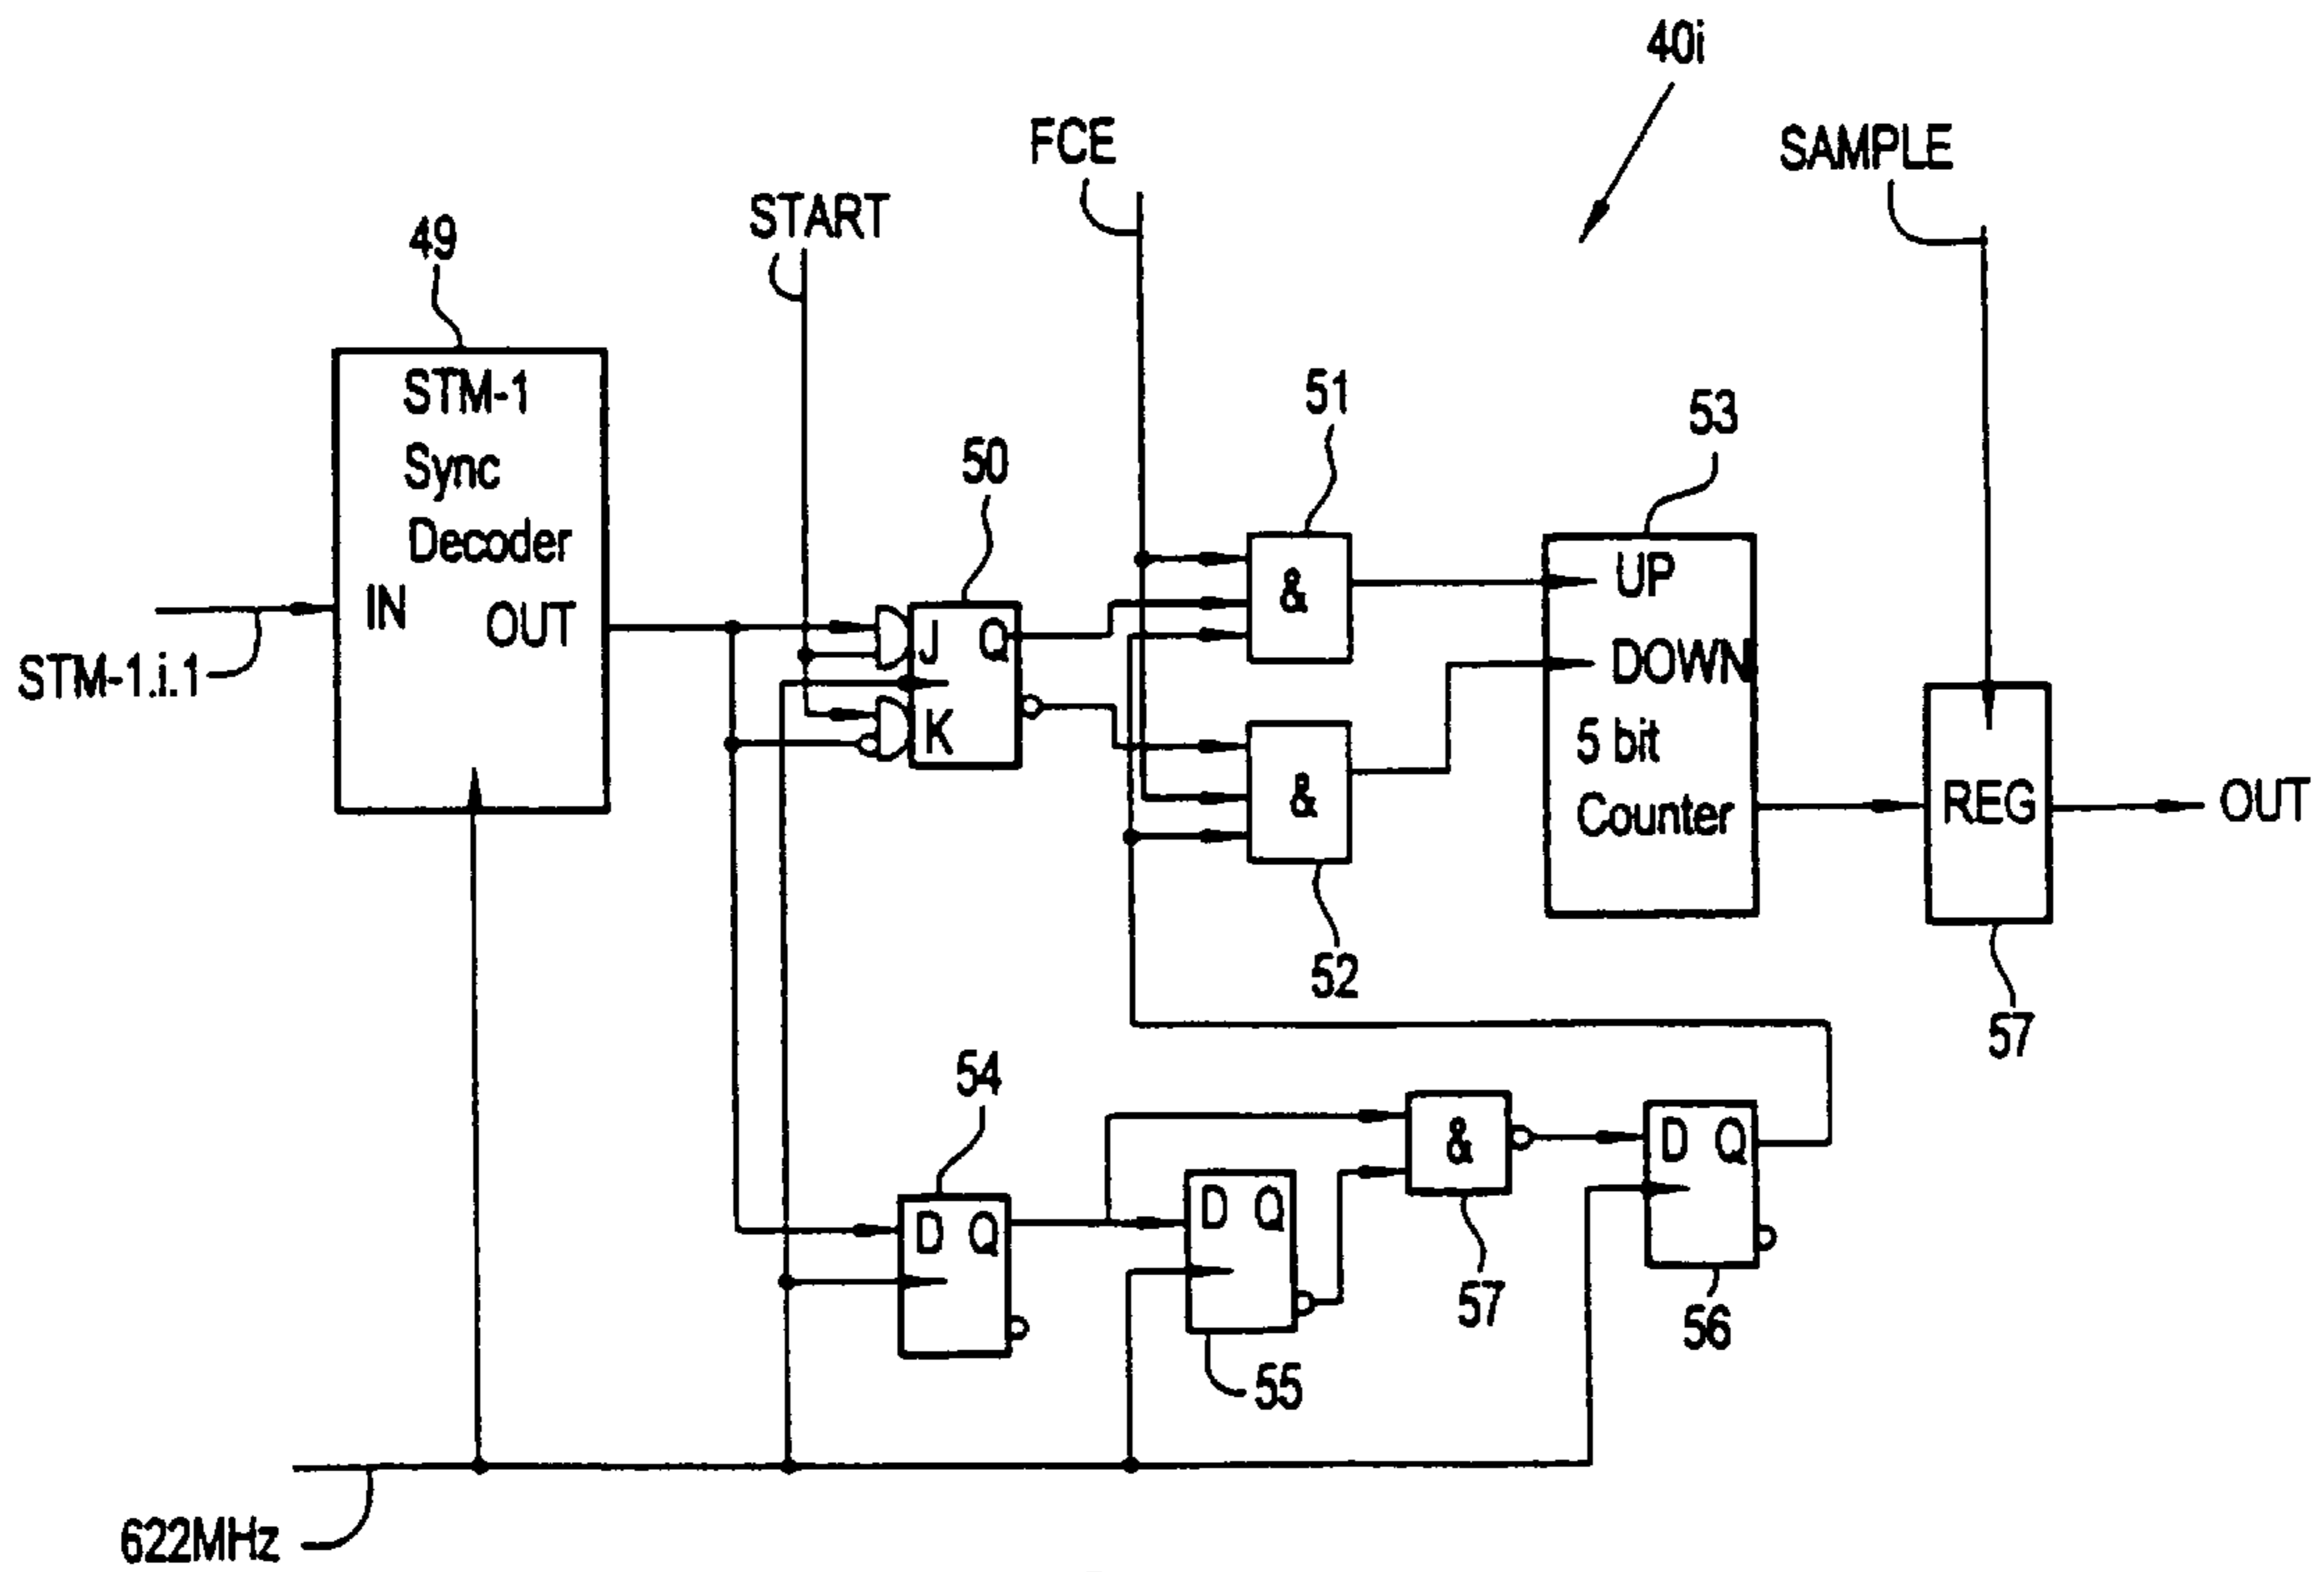 40i
FCE
SAMPLE
START
49
STM-1
Sync
Decoder
IN
OUT
STM-1.i.1
50
J
Q
K
51
&
53
UP
DOWN
5 bit
Counter
&
52
REG
OUT
57
54
D Q
55
D Q
&
57
D Q
56
622MHz